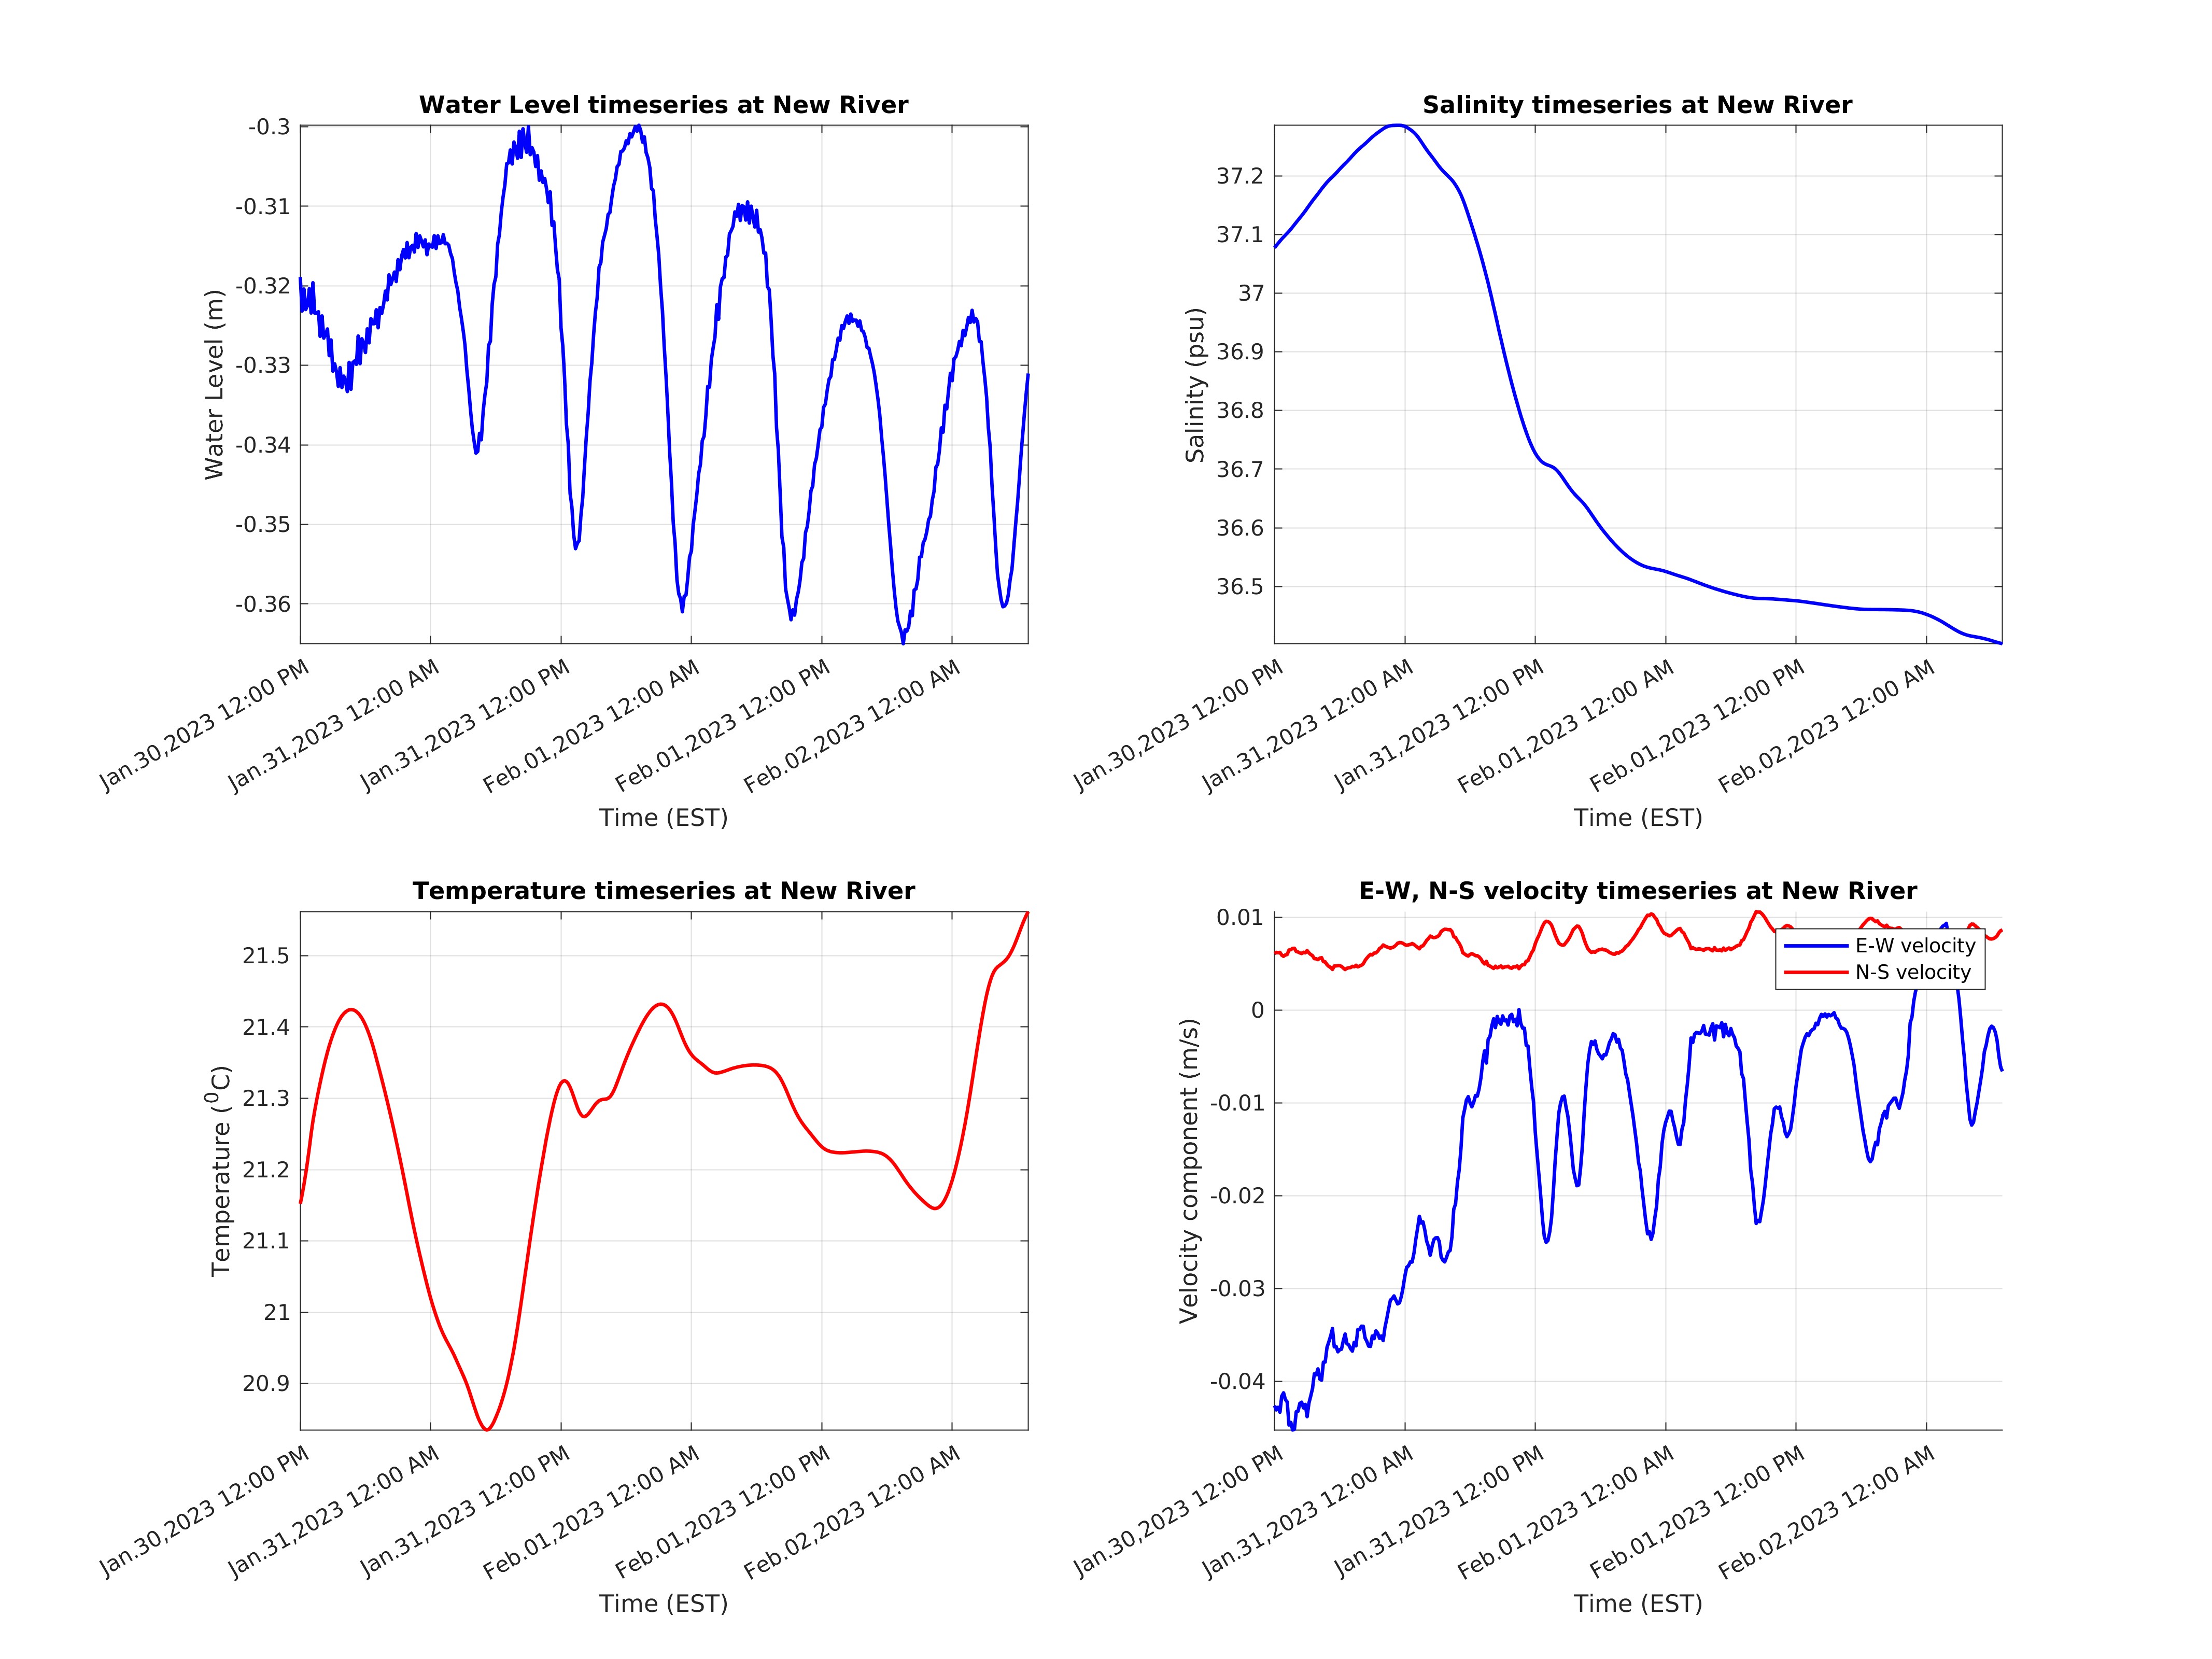 Water Level timeseries at New River
-0.3
-0.31
-0.32
-0.33
-0.34
-0.35
-0.36
Water Level (m)
Jan.30,2023 12:00 PM
Jan.31,2023 12:00 AM
Jan.31,2023 12:00 PM
Feb.01,2023 12:00 AM
Feb.01,2023 12:00 PM
Feb.02,2023 12:00 AM
Time (EST)
Salinity timeseries at New River
37.2
37.1
37
36.9
36.8
36.7
36.6
36.5
Salinity (psu)
Jan.30,2023 12:00 PM
Jan.31,2023 12:00 AM
Jan.31,2023 12:00 PM
Feb.01,2023 12:00 AM
Feb.01,2023 12:00 PM
Feb.02,2023 12:00 AM
Time (EST)
Temperature timeseries at New River
21.5
21.4
21.3
21.2
21.1
21
20.9
Temperature (⁰C)
Jan.30,2023 12:00 PM
Jan.31,2023 12:00 AM
Jan.31,2023 12:00 PM
Feb.01,2023 12:00 AM
Feb.01,2023 12:00 PM
Feb.02,2023 12:00 AM
Time (EST)
E-W, N-S velocity timeseries at New River
0.01
0
-0.01
-0.02
-0.03
-0.04
Velocity component (m/s)
E-W velocity
N-S velocity
Jan.30,2023 12:00 PM
Jan.31,2023 12:00 AM
Jan.31,2023 12:00 PM
Feb.01,2023 12:00 AM
Feb.01,2023 12:00 PM
Feb.02,2023 12:00 AM
Time (EST)